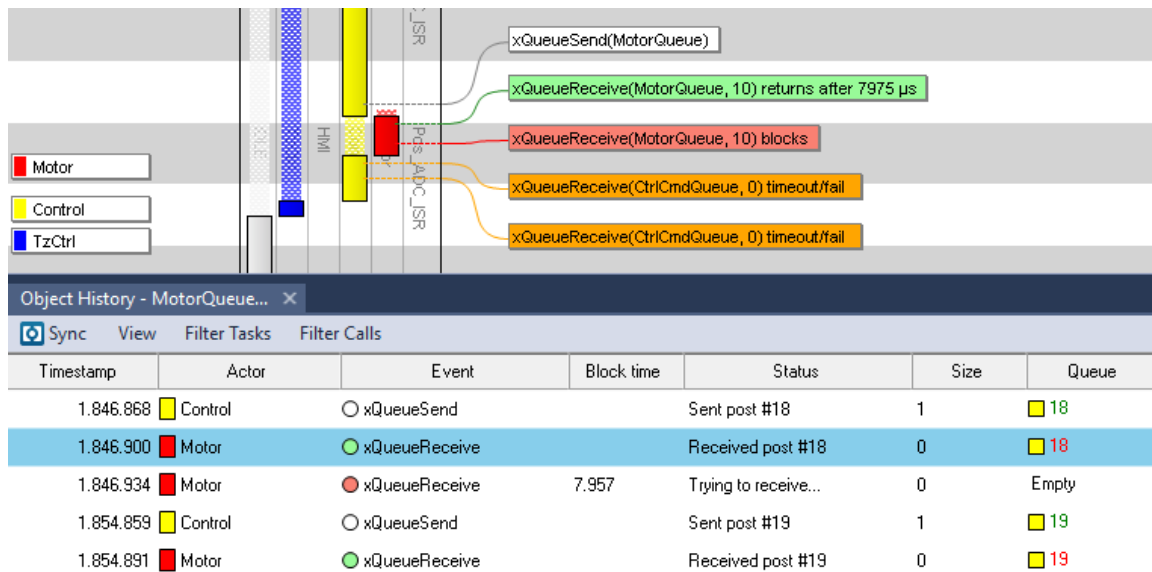 C_ISR
xQueueSend(MotorQueue)
xQueueReceive(MotorQueue, 10) returns after 7975 µs
HMI
Pos_ADC_ISR
xQueueReceive(MotorQueue, 10) blocks
Motor
xQueueReceive(CtrlCmdQueue, 0) timeout/fail
Control
TzCtrl
xQueueReceive(CtrlCmdQueue, 0) timeout/fail
Object History - MotorQueue... ×
Sync View Filter Tasks Filter Calls
Timestamp Actor Event Block time Status Size Queue
1.846.868 Control xQueueSend Sent post #18 1 18
1.846.900 Motor xQueueReceive Received post #18 0 18
1.846.934 Motor xQueueReceive 7.957 Trying to receive... 0 Empty
1.854.859 Control xQueueSend Sent post #19 1 19
1.854.891 Motor xQueueReceive Received post #19 0 19